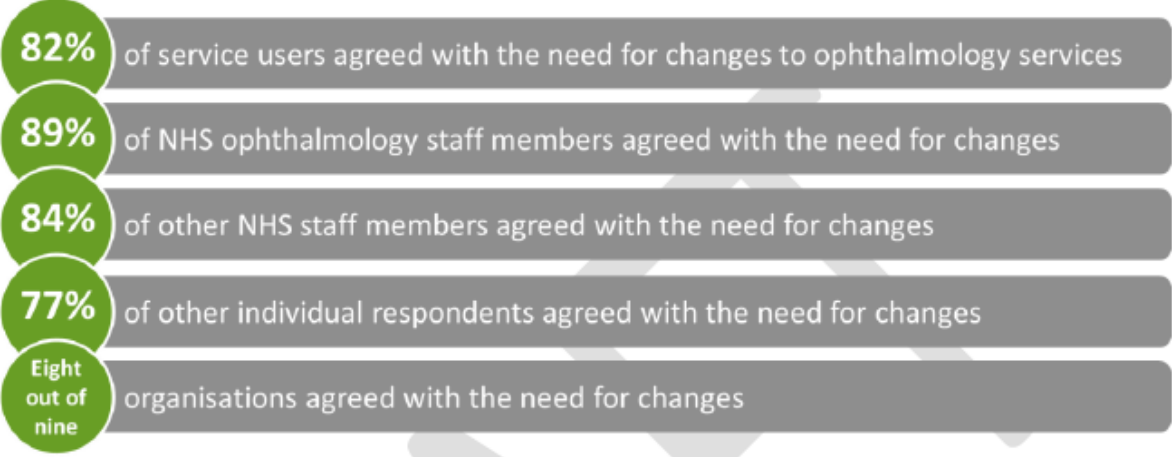 82% of service users agreed with the need for changes to ophthalmology services
89% of NHS ophthalmology staff members agreed with the need for changes
84% of other NHS staff members agreed with the need for changes
77% of other individual respondents agreed with the need for changes
Eight
out of
nine
organisations agreed with the need for changes